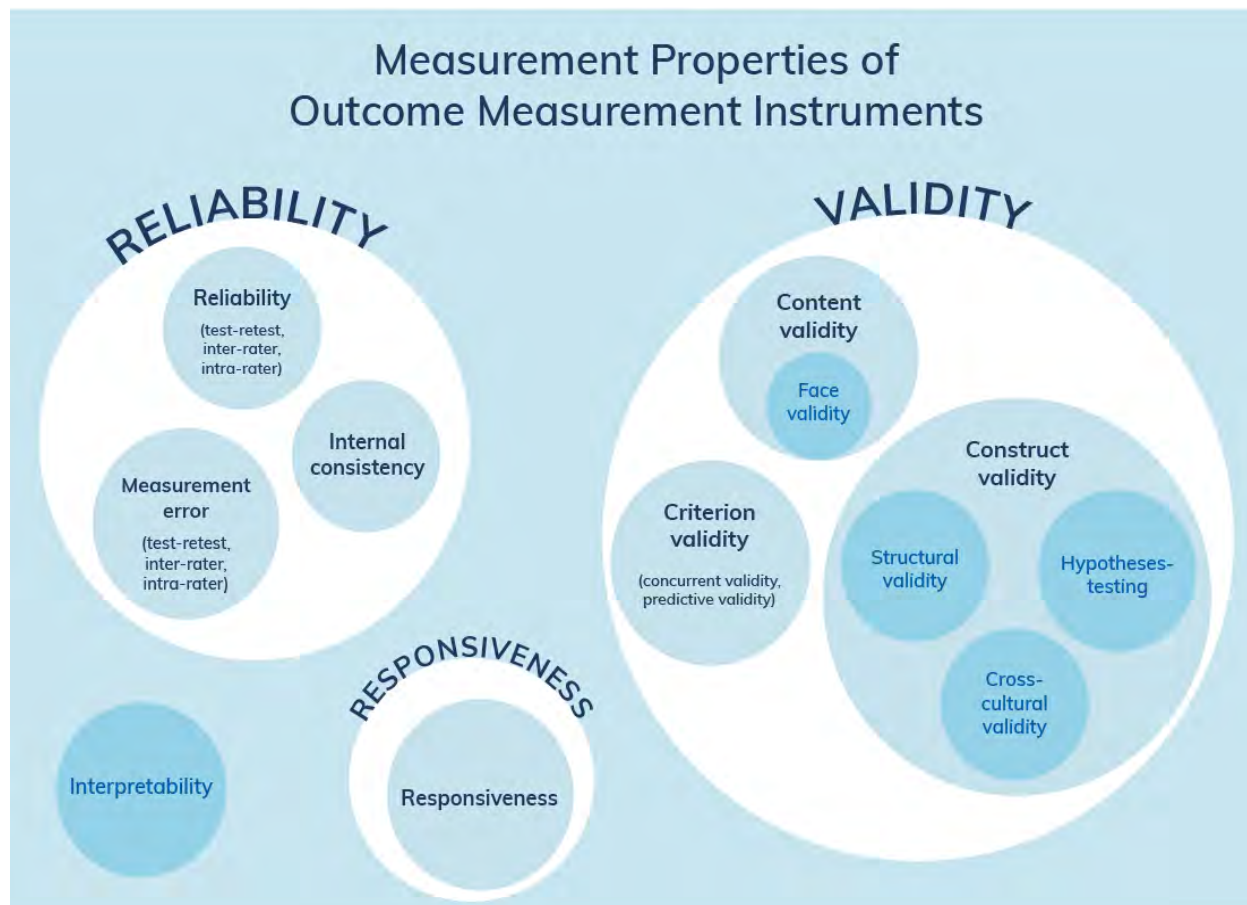 Measurement Properties of
Outcome Measurement Instruments
RELIABILITY
Reliability
(test-retest,
inter-rater,
intra-rater)
Internal
consistency
Measurement
error
(test-retest,
inter-rater,
intra-rater)
VALIDITY
Content
validity
Face
validity
Construct
validity
Criterion
validity
(concurrent validity,
predictive validity)
Structural
validity
Hypotheses-
testing
Cross-
cultural
validity
RESPONSIVENESS
Responsiveness
Interpretability